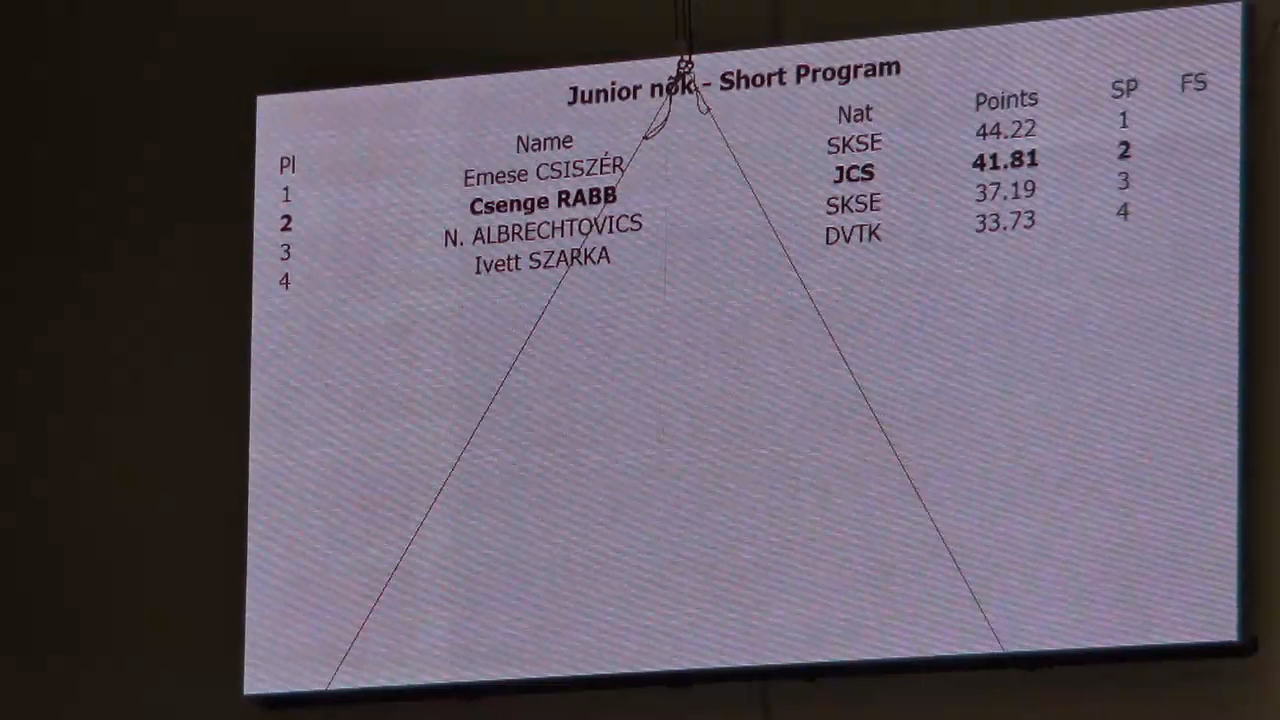 Junior nők - Short Program
Pl Name Nat Points SP FS
1 Emese CSISZÉR SKSE 44.22 1
2 Csenge RABB JCS 41.81 2
3 N. ALBRECHTOVICS SKSE 37.19 3
4 Ivett SZARKA DVTK 33.73 4